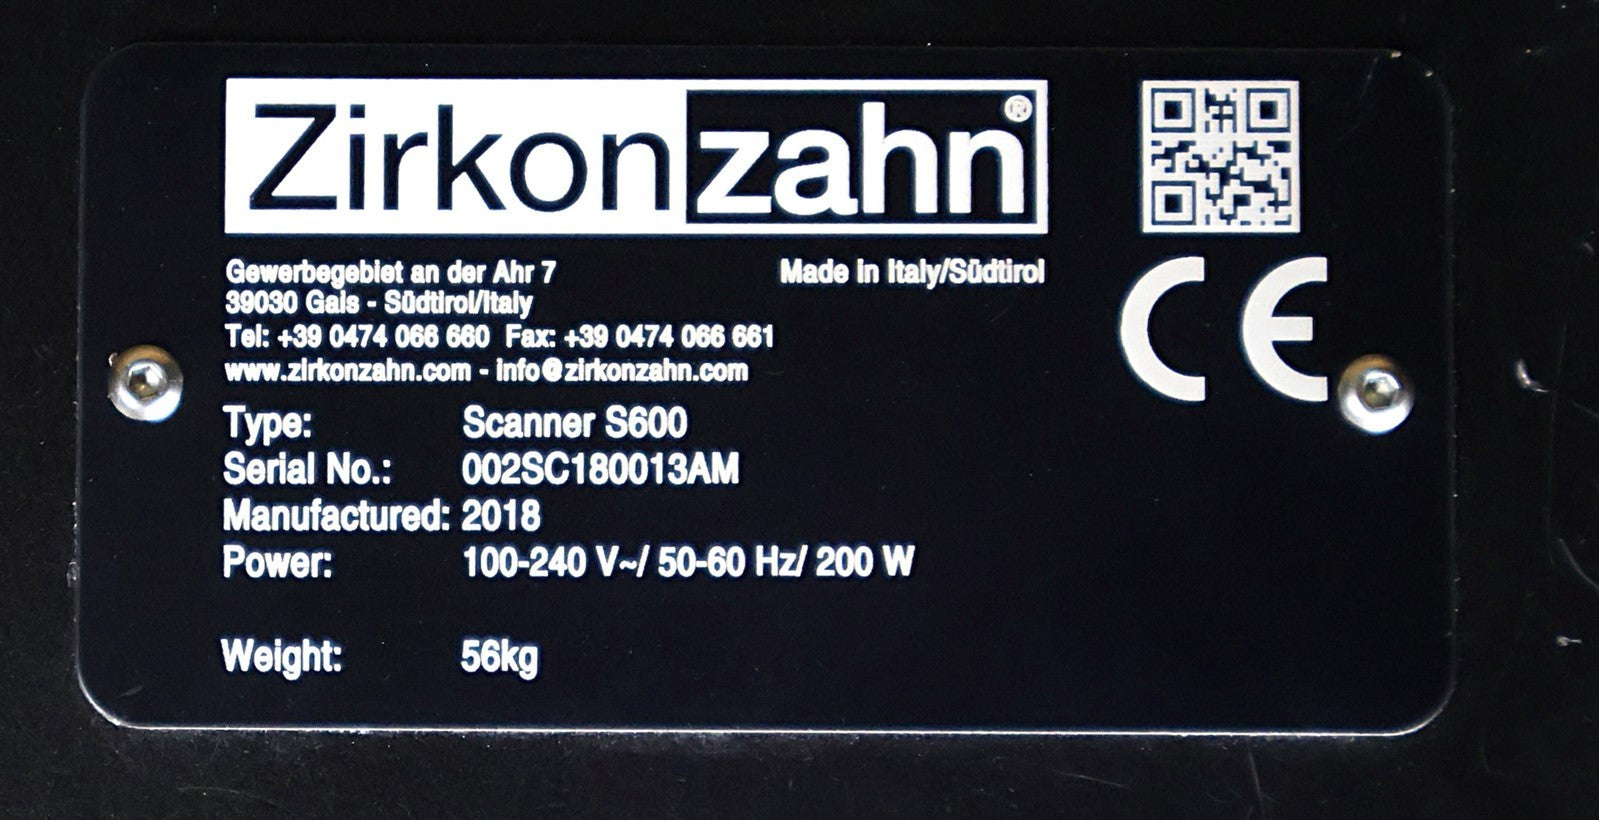 Zirkonzahn®
Gewerbegebiet an der Ahr 7
Made in Italy/Südtirol
39030 Gais - Südtirol/Italy
Tel: +39 0474 066 660 Fax: +39 0474 066 661
www.zirkonzahn.com - info@zirkonzahn.com
CE
Type: Scanner S600
Serial No.: 002SC180013AM
Manufactured: 2018
Power: 100-240 V~/ 50-60 Hz/ 200 W
Weight: 56kg